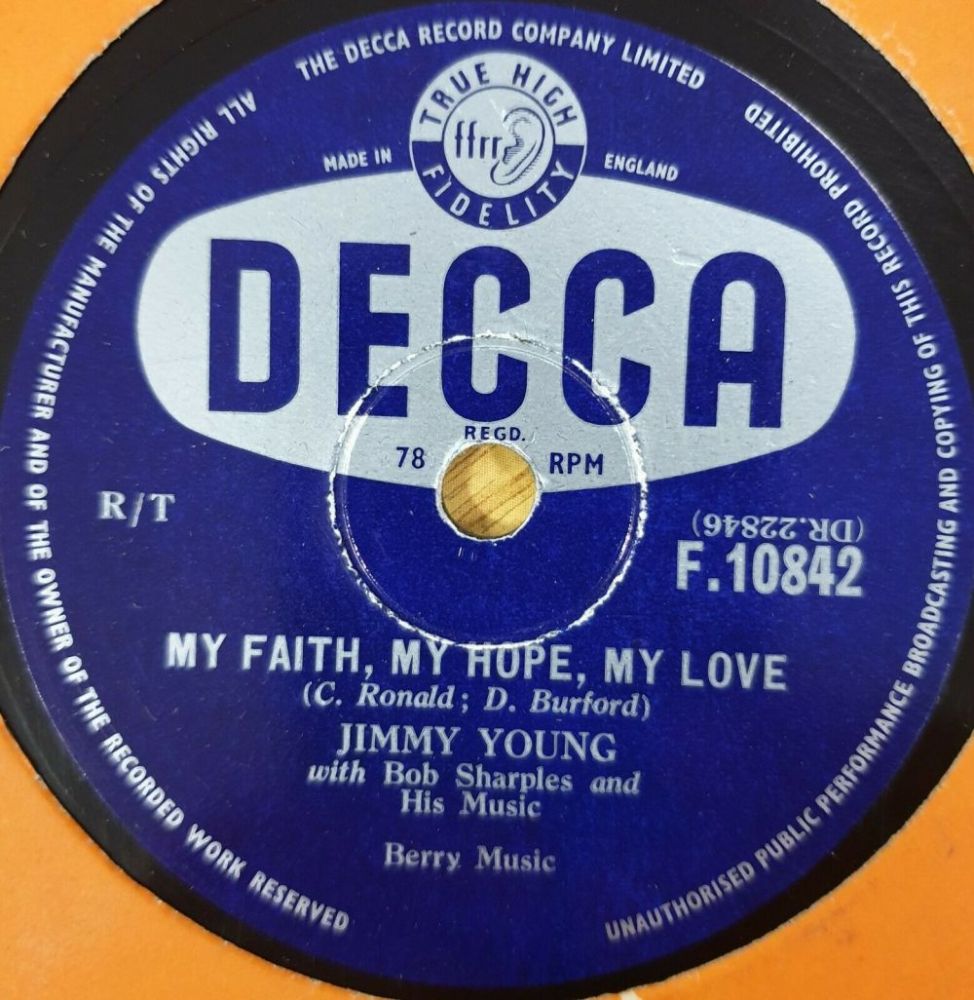 THE DECCA RECORD COMPANY LIMITED
ALL RIGHTS OF THE MANUFACTURER AND OF THE OWNER OF THE RECORDED WORK RESERVED
UNAUTHORISED PUBLIC PERFORMANCE BROADCASTING AND COPYING OF THIS RECORD PROHIBITED
TRUE HIGH
ffrr
FIDELITY
MADE IN ENGLAND
DECCA
REGD.
78 RPM
R/T
(DR.22846)
F.10842
MY FAITH, MY HOPE, MY LOVE
(C. Ronald; D. Burford)
JIMMY YOUNG
with Bob Sharples and
His Music
Berry Music